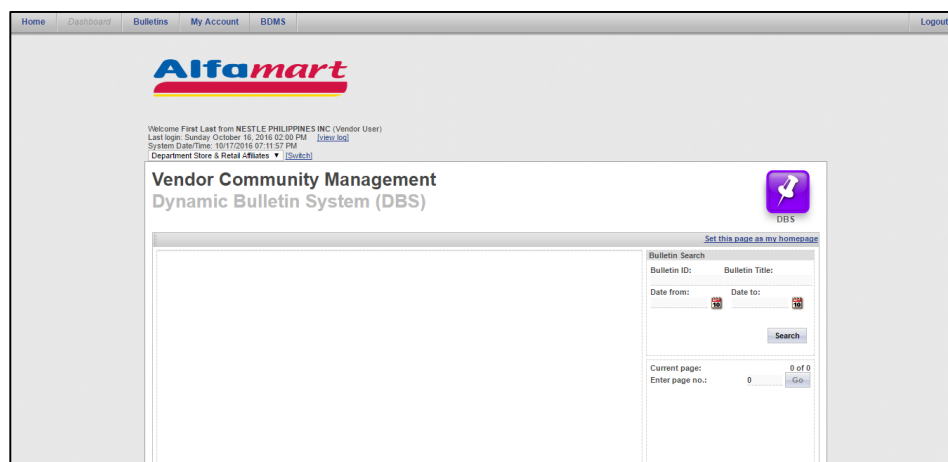 Home Dashboard Bulletins My Account BDMS Logout
Alfamart
Welcome First Last from NESTLE PHILIPPINES INC (Vendor User)
Last login: Sunday October 16, 2016 02:00 PM [view log]
System Date/Time: 10/17/2016 07:11:57 PM
Department Store & Retail Affiliates ▼ [Switch]
Vendor Community Management
Dynamic Bulletin System (DBS)
DBS
Set this page as my homepage
Bulletin Search
Bulletin ID: Bulletin Title:
Date from: Date to:
10 10
Search
Current page: 0 of 0
Enter page no.: 0 Go